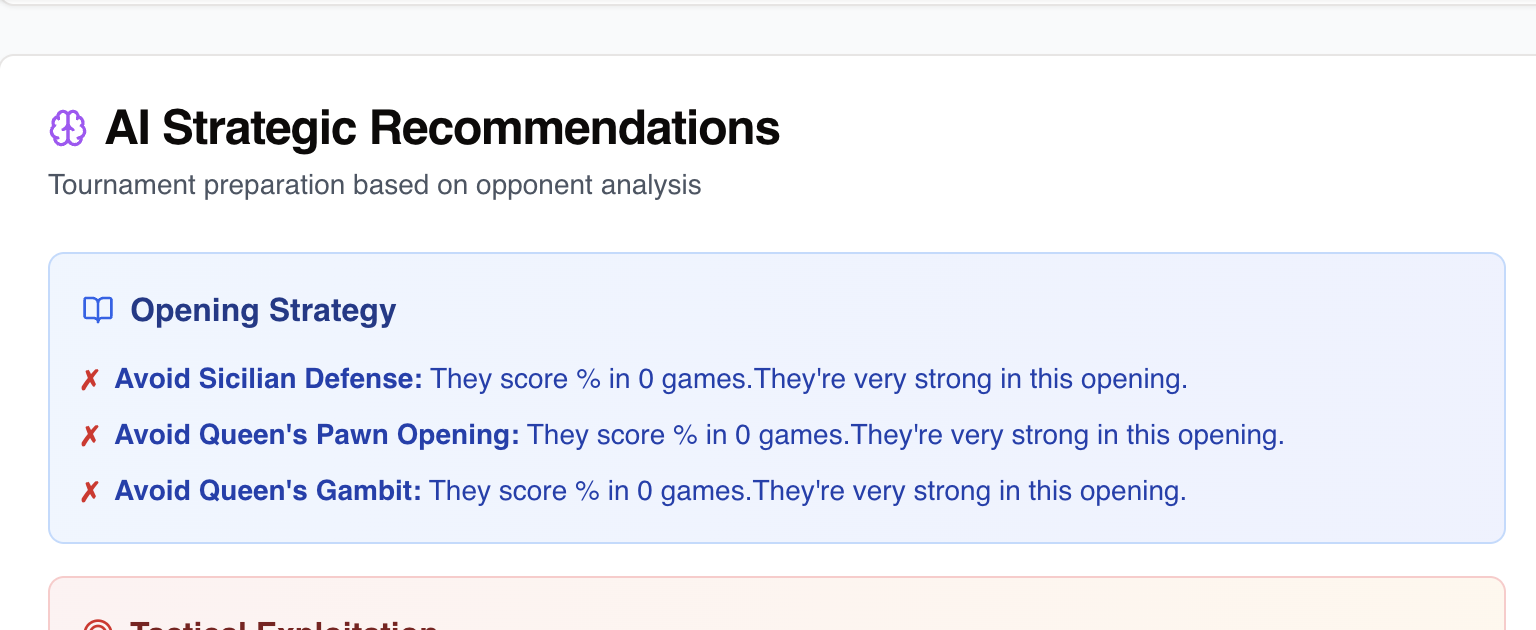 AI Strategic Recommendations
Tournament preparation based on opponent analysis
Opening Strategy
✗ Avoid Sicilian Defense: They score % in 0 games.They're very strong in this opening.
✗ Avoid Queen's Pawn Opening: They score % in 0 games.They're very strong in this opening.
✗ Avoid Queen's Gambit: They score % in 0 games.They're very strong in this opening.
Tactical Exploitation